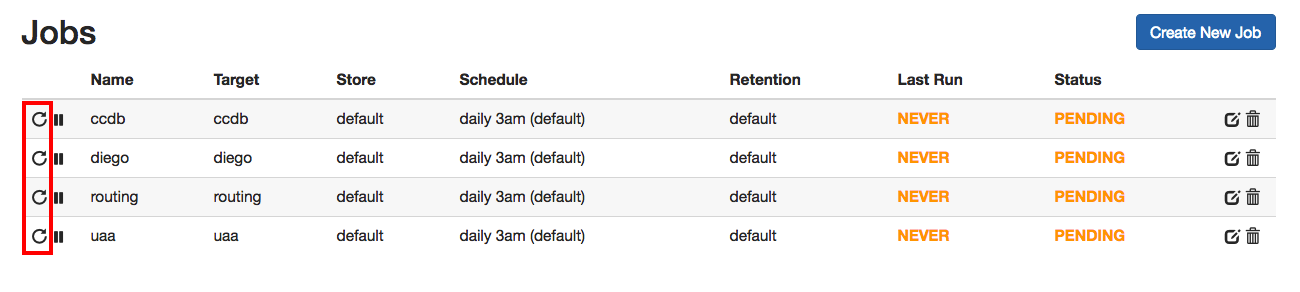 Jobs
Create New Job
Name Target Store Schedule Retention Last Run Status
ccdb ccdb default daily 3am (default) default NEVER PENDING
diego diego default daily 3am (default) default NEVER PENDING
routing routing default daily 3am (default) default NEVER PENDING
uaa uaa default daily 3am (default) default NEVER PENDING